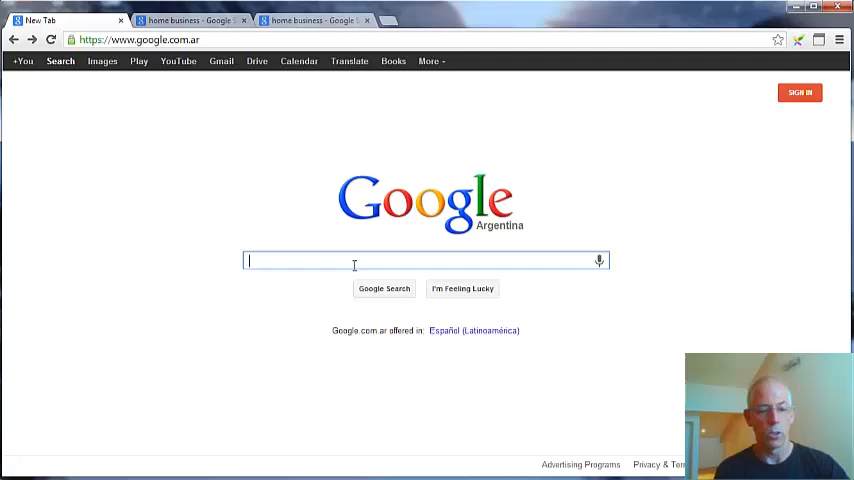 New Tab
home business - Google S
home business - Google S
https://www.google.com.ar
+You Search Images Play YouTube Gmail Drive Calendar Translate Books More
SIGN IN
Google
Argentina
Google Search I'm Feeling Lucky
Google.com.ar offered in: Español (Latinoamérica)
Advertising Programs Privacy & Ter